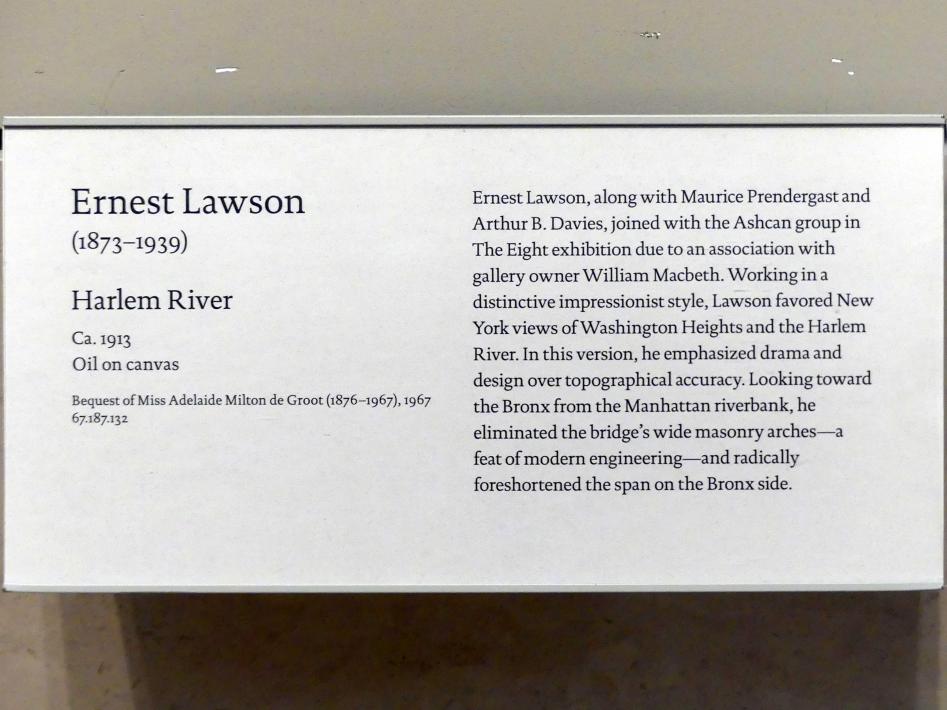 Ernest Lawson
(1873–1939)
Harlem River
Ca. 1913
Oil on canvas
Bequest of Miss Adelaide Milton de Groot (1876–1967), 1967
67.187.132
Ernest Lawson, along with Maurice Prendergast and
Arthur B. Davies, joined with the Ashcan group in
The Eight exhibition due to an association with
gallery owner William Macbeth. Working in a
distinctive impressionist style, Lawson favored New
York views of Washington Heights and the Harlem
River. In this version, he emphasized drama and
design over topographical accuracy. Looking toward
the Bronx from the Manhattan riverbank, he
eliminated the bridge’s wide masonry arches—a
feat of modern engineering—and radically
foreshortened the span on the Bronx side.